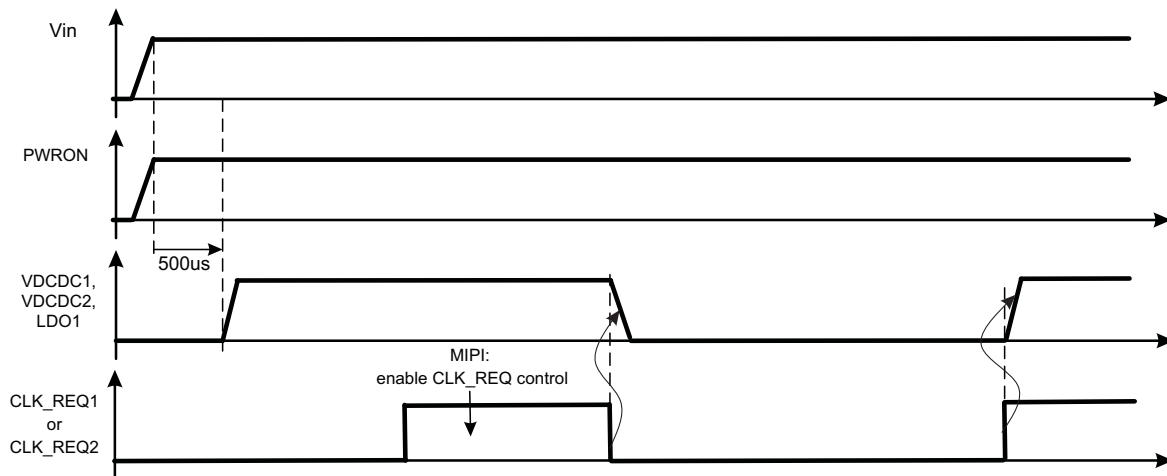 Vin
PWRON
500us
VDCDC1,
VDCDC2,
LDO1
MIPI:
enable CLK_REQ control
CLK_REQ1
or
CLK_REQ2